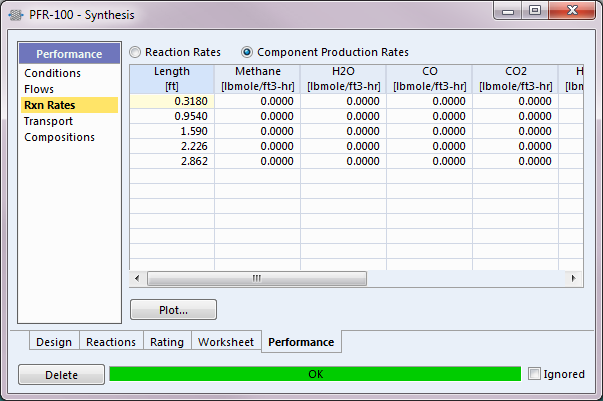 PFR-100 - Synthesis
Performance
Conditions
Flows
Rxn Rates
Transport
Compositions
Reaction Rates Component Production Rates
Length Methane H2O CO CO2 H
[ft] [lbmole/ft3-hr] [lbmole/ft3-hr] [lbmole/ft3-hr] [lbmole/ft3-hr] [lbm
0.3180 0.0000 0.0000 0.0000 0.0000
0.9540 0.0000 0.0000 0.0000 0.0000
1.590 0.0000 0.0000 0.0000 0.0000
2.226 0.0000 0.0000 0.0000 0.0000
2.862 0.0000 0.0000 0.0000 0.0000
Plot...
Design Reactions Rating Worksheet Performance
Delete OK Ignored